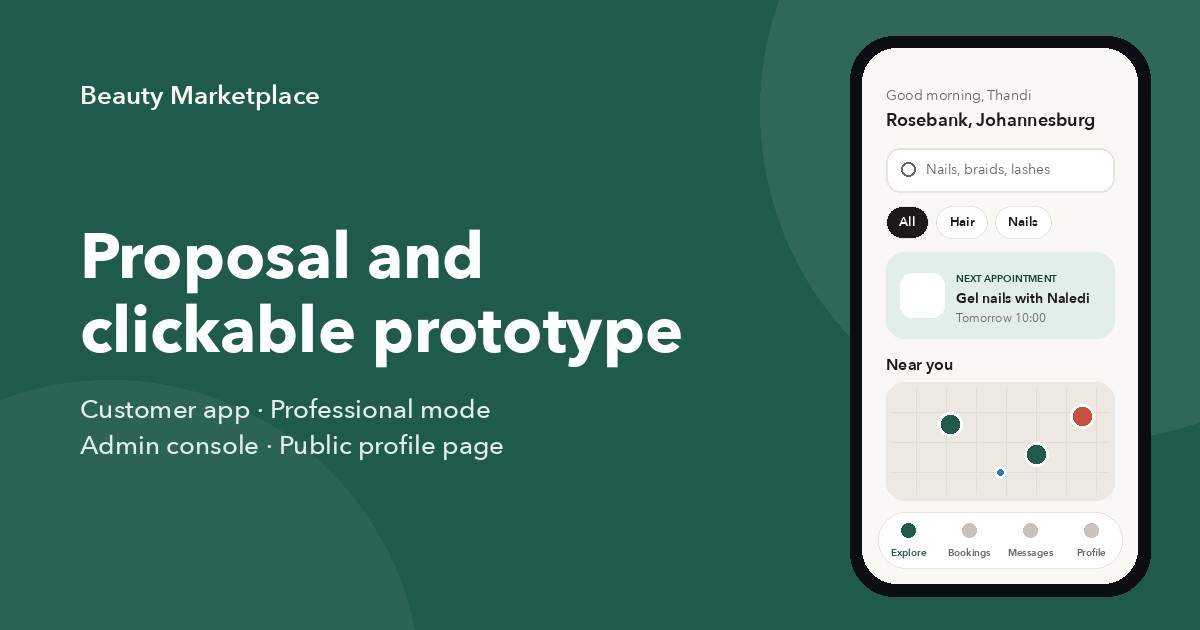 Beauty Marketplace
Proposal and
clickable prototype
Customer app · Professional mode
Admin console · Public profile page
Good morning, Thandi
Rosebank, Johannesburg
Nails, braids, lashes
All Hair Nails
NEXT APPOINTMENT
Gel nails with Naledi
Tomorrow 10:00
Near you
Explore Bookings Messages Profile